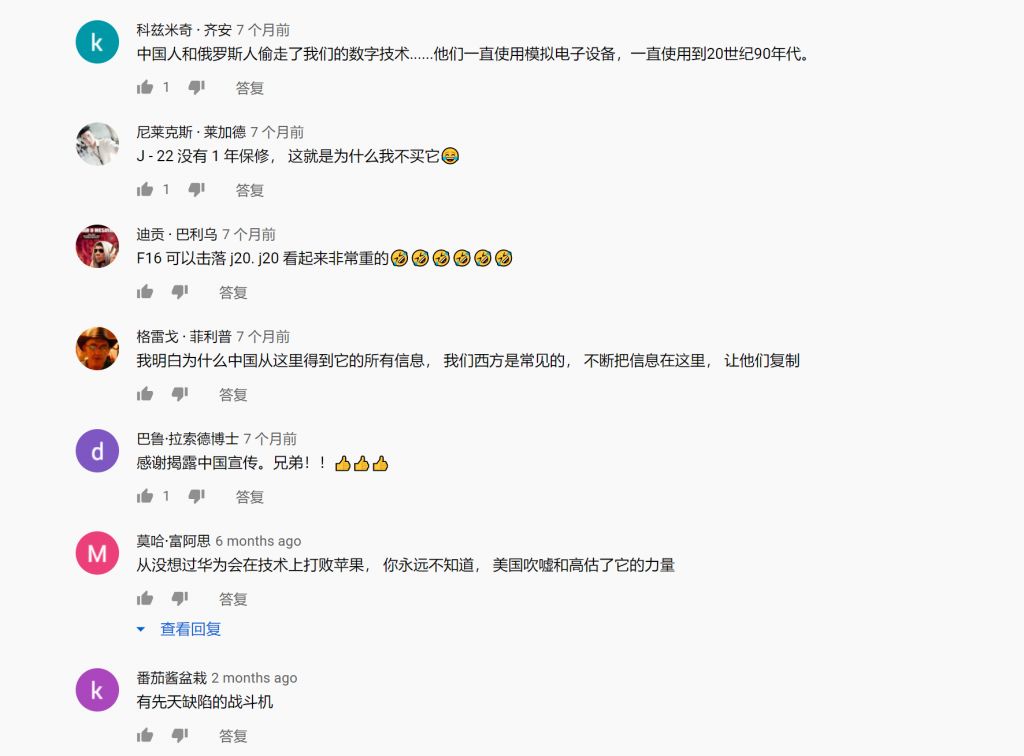 k
科兹米奇 · 齐安 7 个月前
中国人和俄罗斯人偷走了我们的数字技术......他们一直使用模拟电子设备，一直使用到20世纪90年代。
1 答复
尼莱克斯 · 莱加德 7 个月前
J - 22 没有 1 年保修， 这就是为什么我不买它😂
1 答复
迪贡 · 巴利乌 7 个月前
F16 可以击落 j20. j20 看起来非常重的🤣🤣🤣🤣🤣🤣
答复
格雷戈 · 菲利普 7 个月前
我明白为什么中国从这里得到它的所有信息， 我们西方是常见的， 不断把信息在这里， 让他们复制
答复
d
巴鲁·拉索德博士 7 个月前
感谢揭露中国宣传。兄弟！！👍👍👍
1 答复
M
莫哈·富阿思 6 months ago
从没想过华为会在技术上打败苹果， 你永远不知道， 美国吹嘘和高估了它的力量
答复
查看回复
k
番茄酱盆栽 2 months ago
有先天缺陷的战斗机
答复